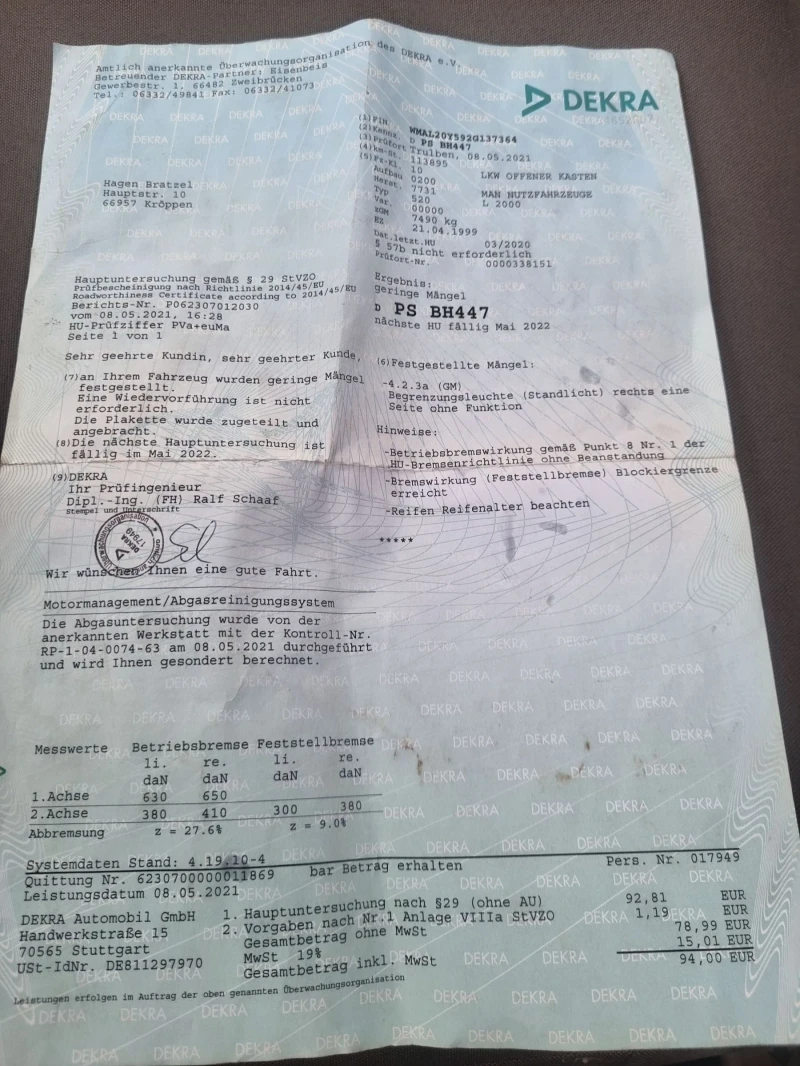 Amtlich anerkannte Überwachungsorganisation des DEKRA e.V.
Betreuender DEKRA-Partner: Eisenbeis
Gewerbestr. 1, 66482 Zweibrücken
Tel.: 06332/49841 Fax: 06332/41073
DEKRA
(1)FIN WMAL20YS92G137364
(2)Kennz. D PS BH447
(3)Prüfort Trulben, 08.05.2021
(4)km-St. 113695
(5)Fz-Kl. 10 LKW OFFENER KASTEN
Aufbau 0200
Herst. 7731 MAN NUTZFAHRZEUGE
Typ 520 L 2000
Var. 00000
ZGM 7490 kg
EZ 21.04.1999
Dat.letzt.HU 03/2020
§ 57b nicht erforderlich
Prüfort-Nr. 0000338151
Hagen Bratzel
Hauptstr. 10
66957 Kröppen
Hauptuntersuchung gemäß § 29 StVZO
Prüfbescheinigung nach Richtlinie 2014/45/EU
Roadworthiness Certificate according to 2014/45/EU
Berichts-Nr. P062307012030
vom 08.05.2021, 16:28
HU-Prüfziffer PVa+euMa
Seite 1 von 1
Ergebnis:
geringe Mängel
D PS BH447
nächste HU fällig Mai 2022
Sehr geehrte Kundin, sehr geehrter Kunde,
(7)an Ihrem Fahrzeug wurden geringe Mängel
festgestellt.
Eine Wiedervorführung ist nicht
erforderlich.
Die Plakette wurde zugeteilt und
angebracht.
(8)Die nächste Hauptuntersuchung ist
fällig im Mai 2022.
(9)DEKRA
Ihr Prüfingenieur
Dipl.-Ing. (FH) Ralf Schaaf
Stempel und Unterschrift
DEKRA
17949
Wir wünschen Ihnen eine gute Fahrt.
(6)Festgestellte Mängel:
-4.2.3a (GM)
Begrenzungsleuchte (Standlicht) rechts eine
Seite ohne Funktion
Hinweise:
-Betriebsbremswirkung gemäß Punkt 8 Nr. 1 der
HU-Bremsenrichtlinie ohne Beanstandung
-Bremswirkung (Feststellbremse) Blockiergrenze
erreicht
-Reifen Reifenalter beachten
*****
Motormanagement/Abgasreinigungssystem
Die Abgasuntersuchung wurde von der
anerkannten Werkstatt mit der Kontroll-Nr.
RP-1-04-0074-63 am 08.05.2021 durchgeführt
und wird Ihnen gesondert berechnet.
Messwerte Betriebsbremse Feststellbremse
li. re. li. re.
daN daN daN daN
1.Achse 630 650
2.Achse 380 410 300 380
Abbremsung z = 27.6% z = 9.0%
Systemdaten Stand: 4.19.10-4
Quittung Nr. 6230700000011869 bar Betrag erhalten Pers. Nr. 017949
Leistungsdatum 08.05.2021
DEKRA Automobil GmbH 1. Hauptuntersuchung nach §29 (ohne AU) 92,81 EUR
Handwerkstraße 15 2. Vorgaben nach Nr.1 Anlage VIIIa StVZO 1,19 EUR
70565 Stuttgart Gesamtbetrag ohne MwSt 78,99 EUR
USt-IdNr. DE811297970 MwSt 19% 15,01 EUR
Gesamtbetrag inkl. MwSt 94,00 EUR
Leistungen erfolgen im Auftrag der oben genannten Überwachungsorganisation